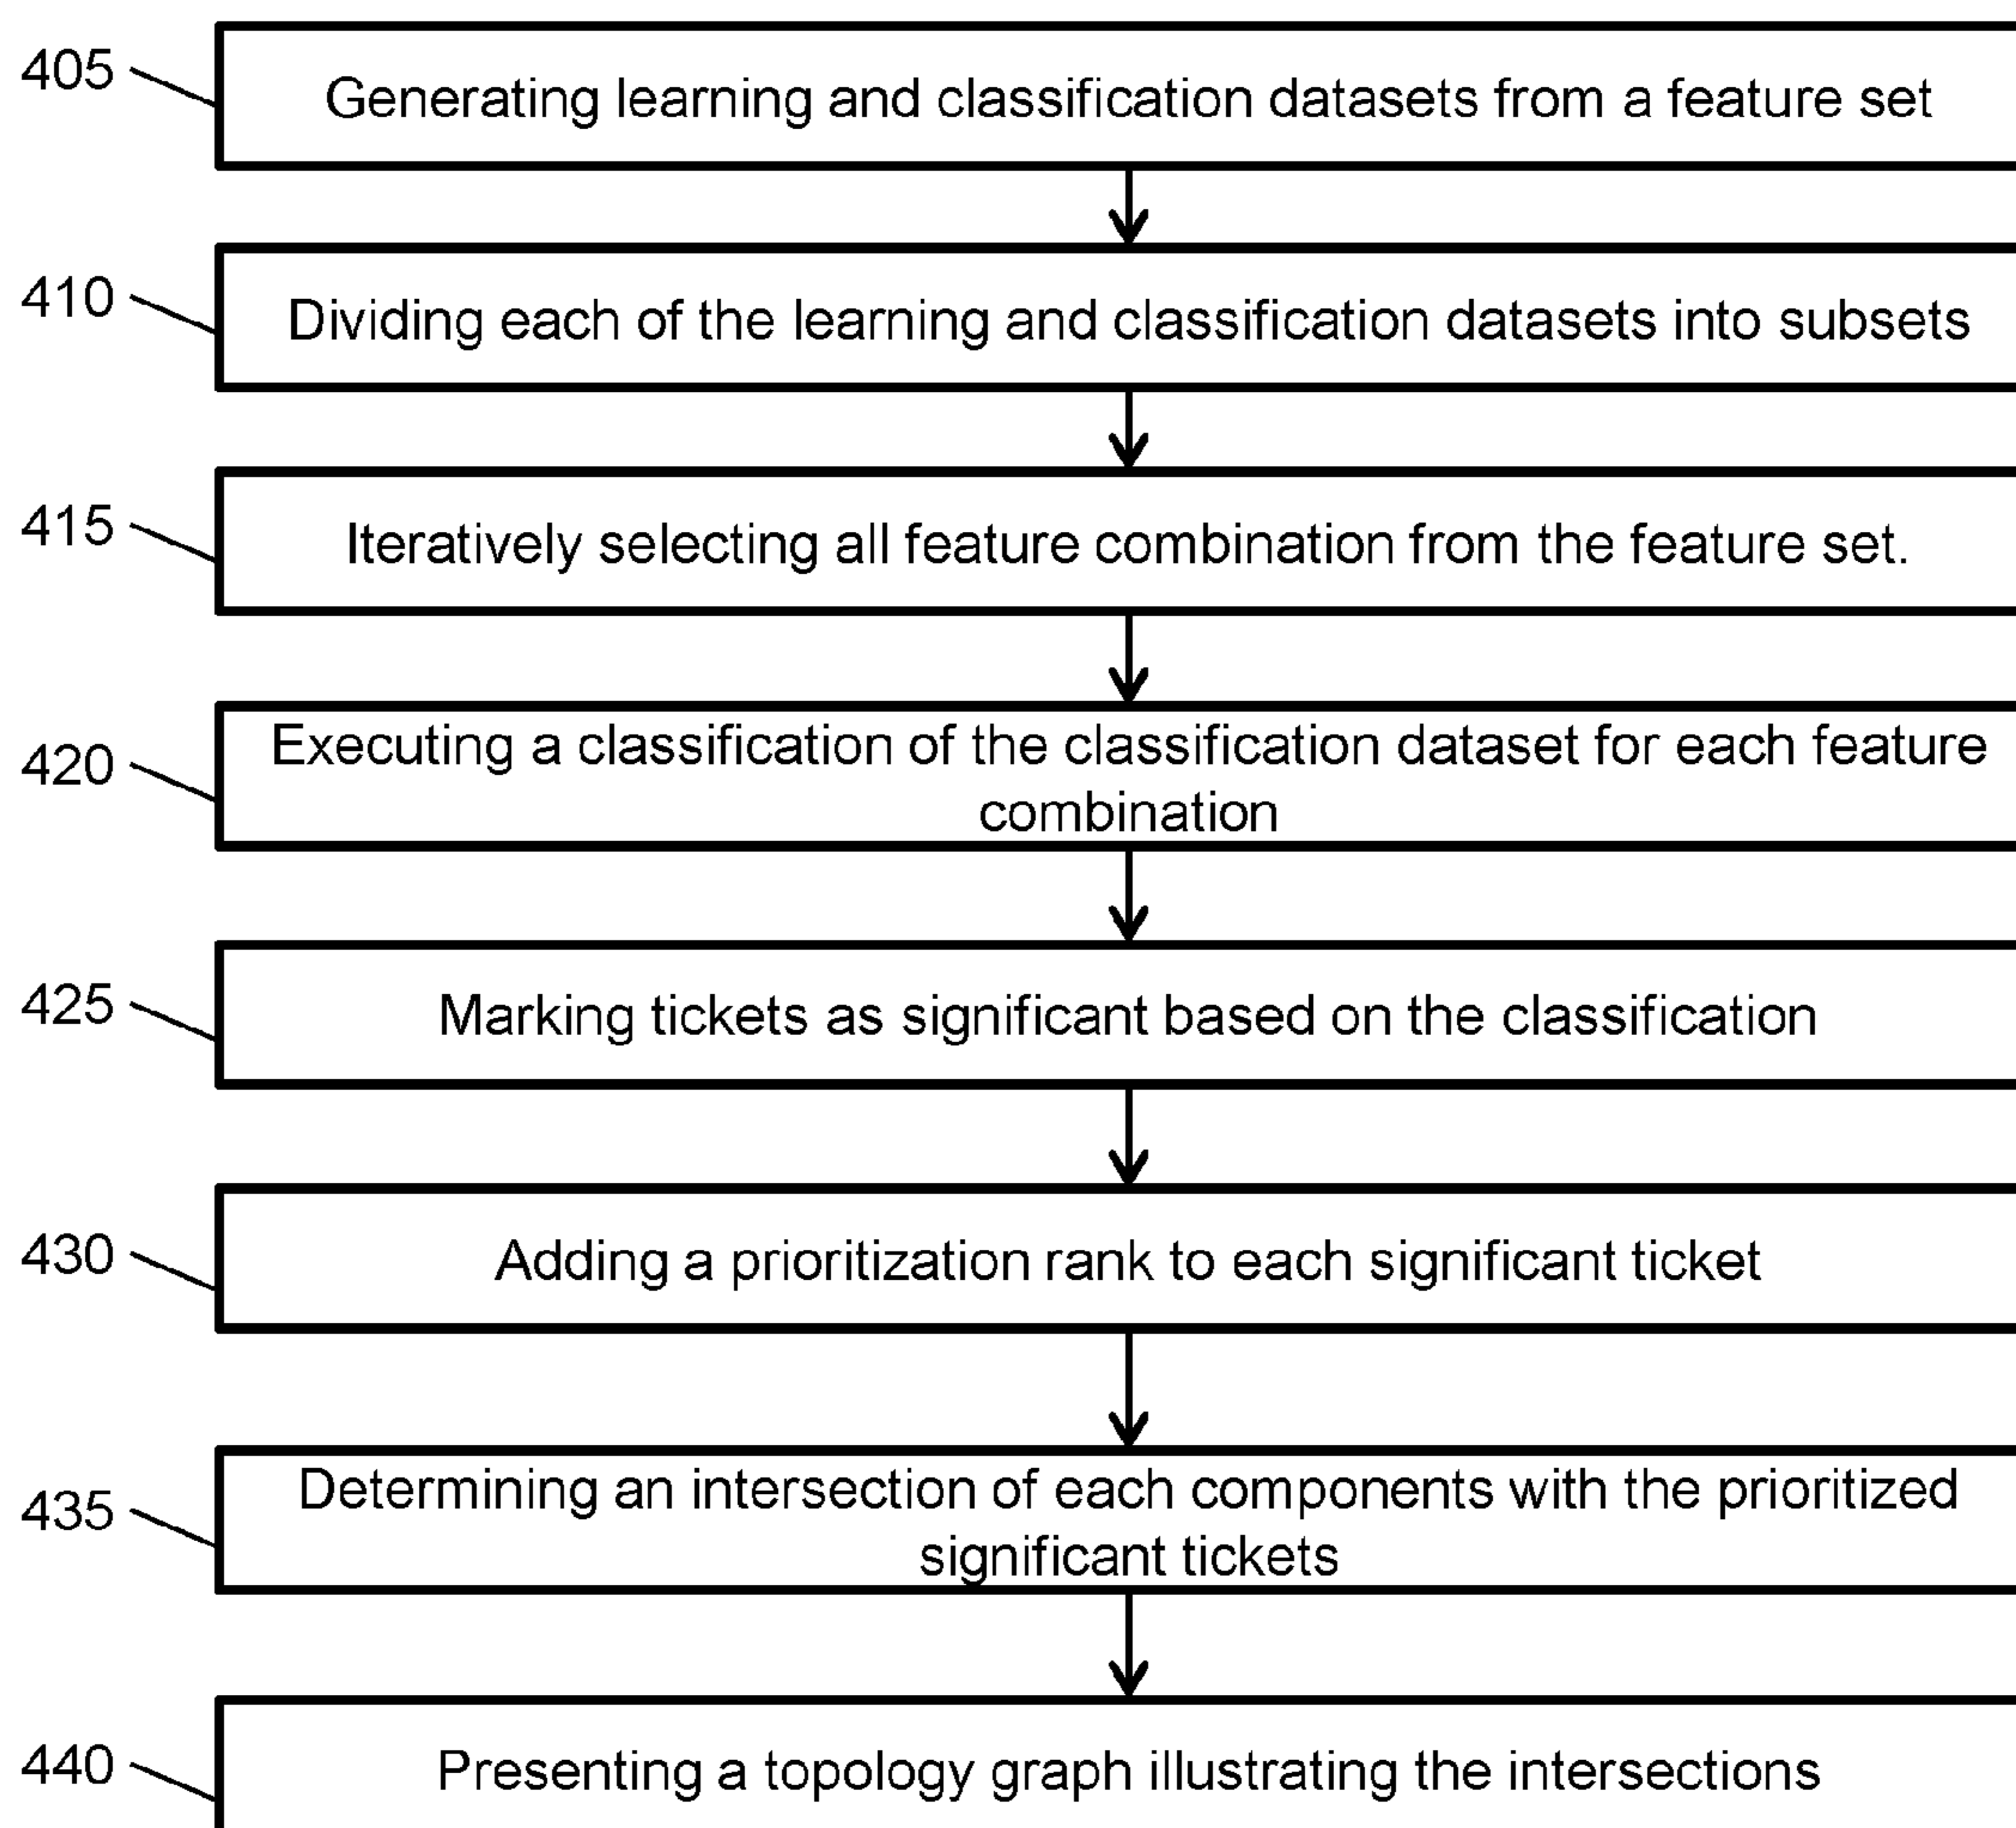 405
Generating learning and classification datasets from a feature set
410
Dividing each of the learning and classification datasets into subsets
415
Iteratively selecting all feature combination from the feature set.
420
Executing a classification of the classification dataset for each feature
combination
425
Marking tickets as significant based on the classification
430
Adding a prioritization rank to each significant ticket
435
Determining an intersection of each components with the prioritized
significant tickets
440
Presenting a topology graph illustrating the intersections